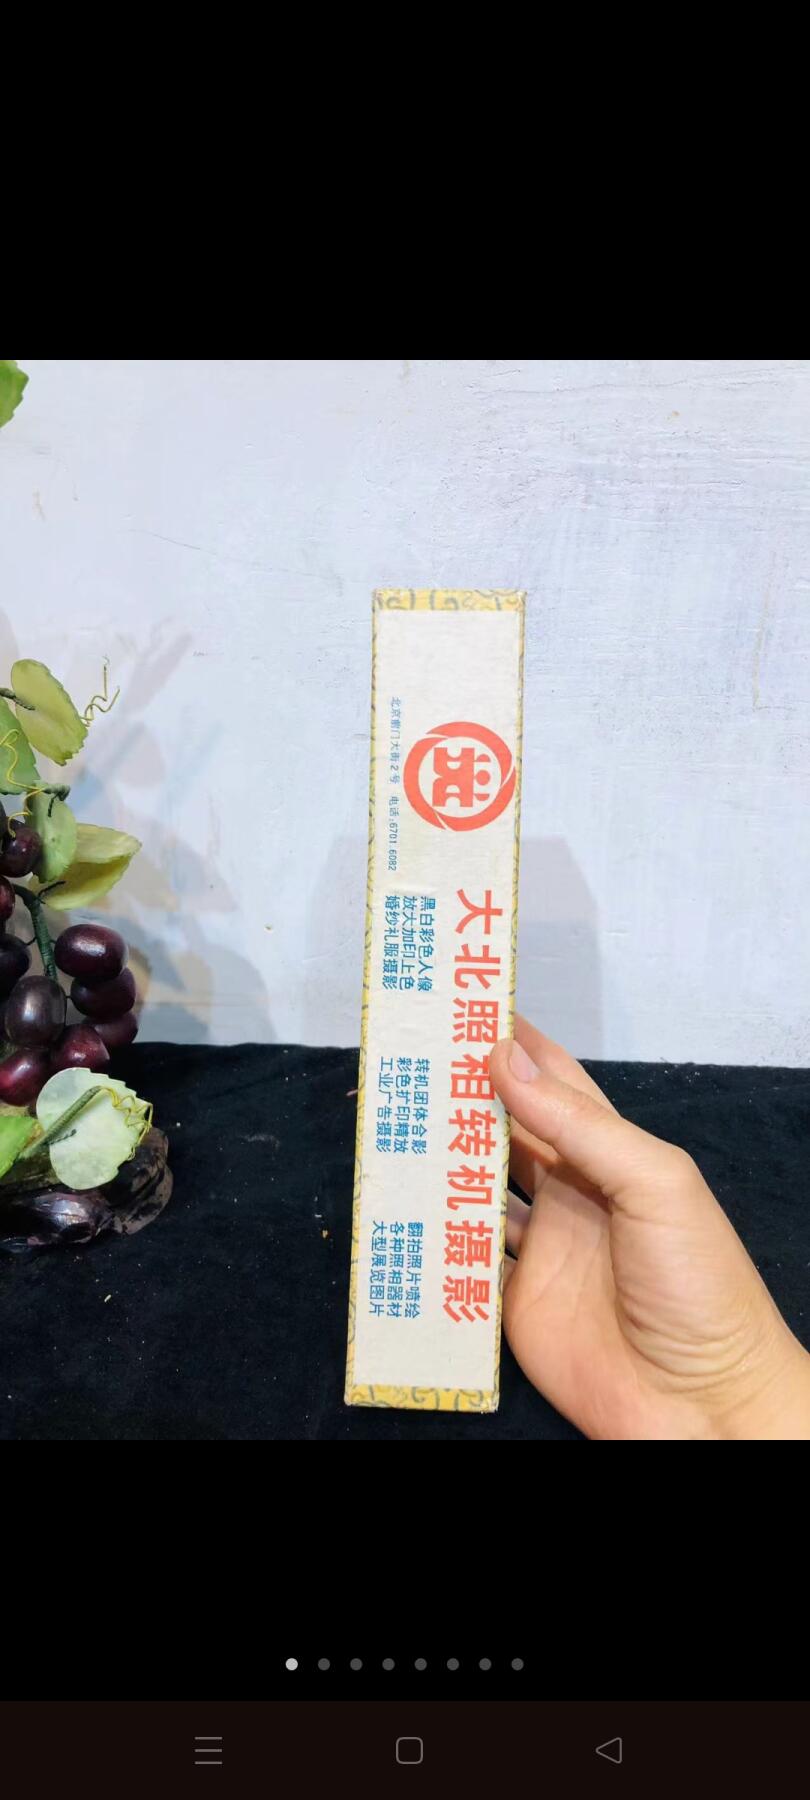 大北照相转机摄影
黑白彩色人像 转机团体合影 翻拍照片喷绘
放大加印上色 彩色扩印精放 各种照相器材
婚纱礼服摄影 工业广告摄影 大型展览图片
北京前门大街2号 电话:6701.6082